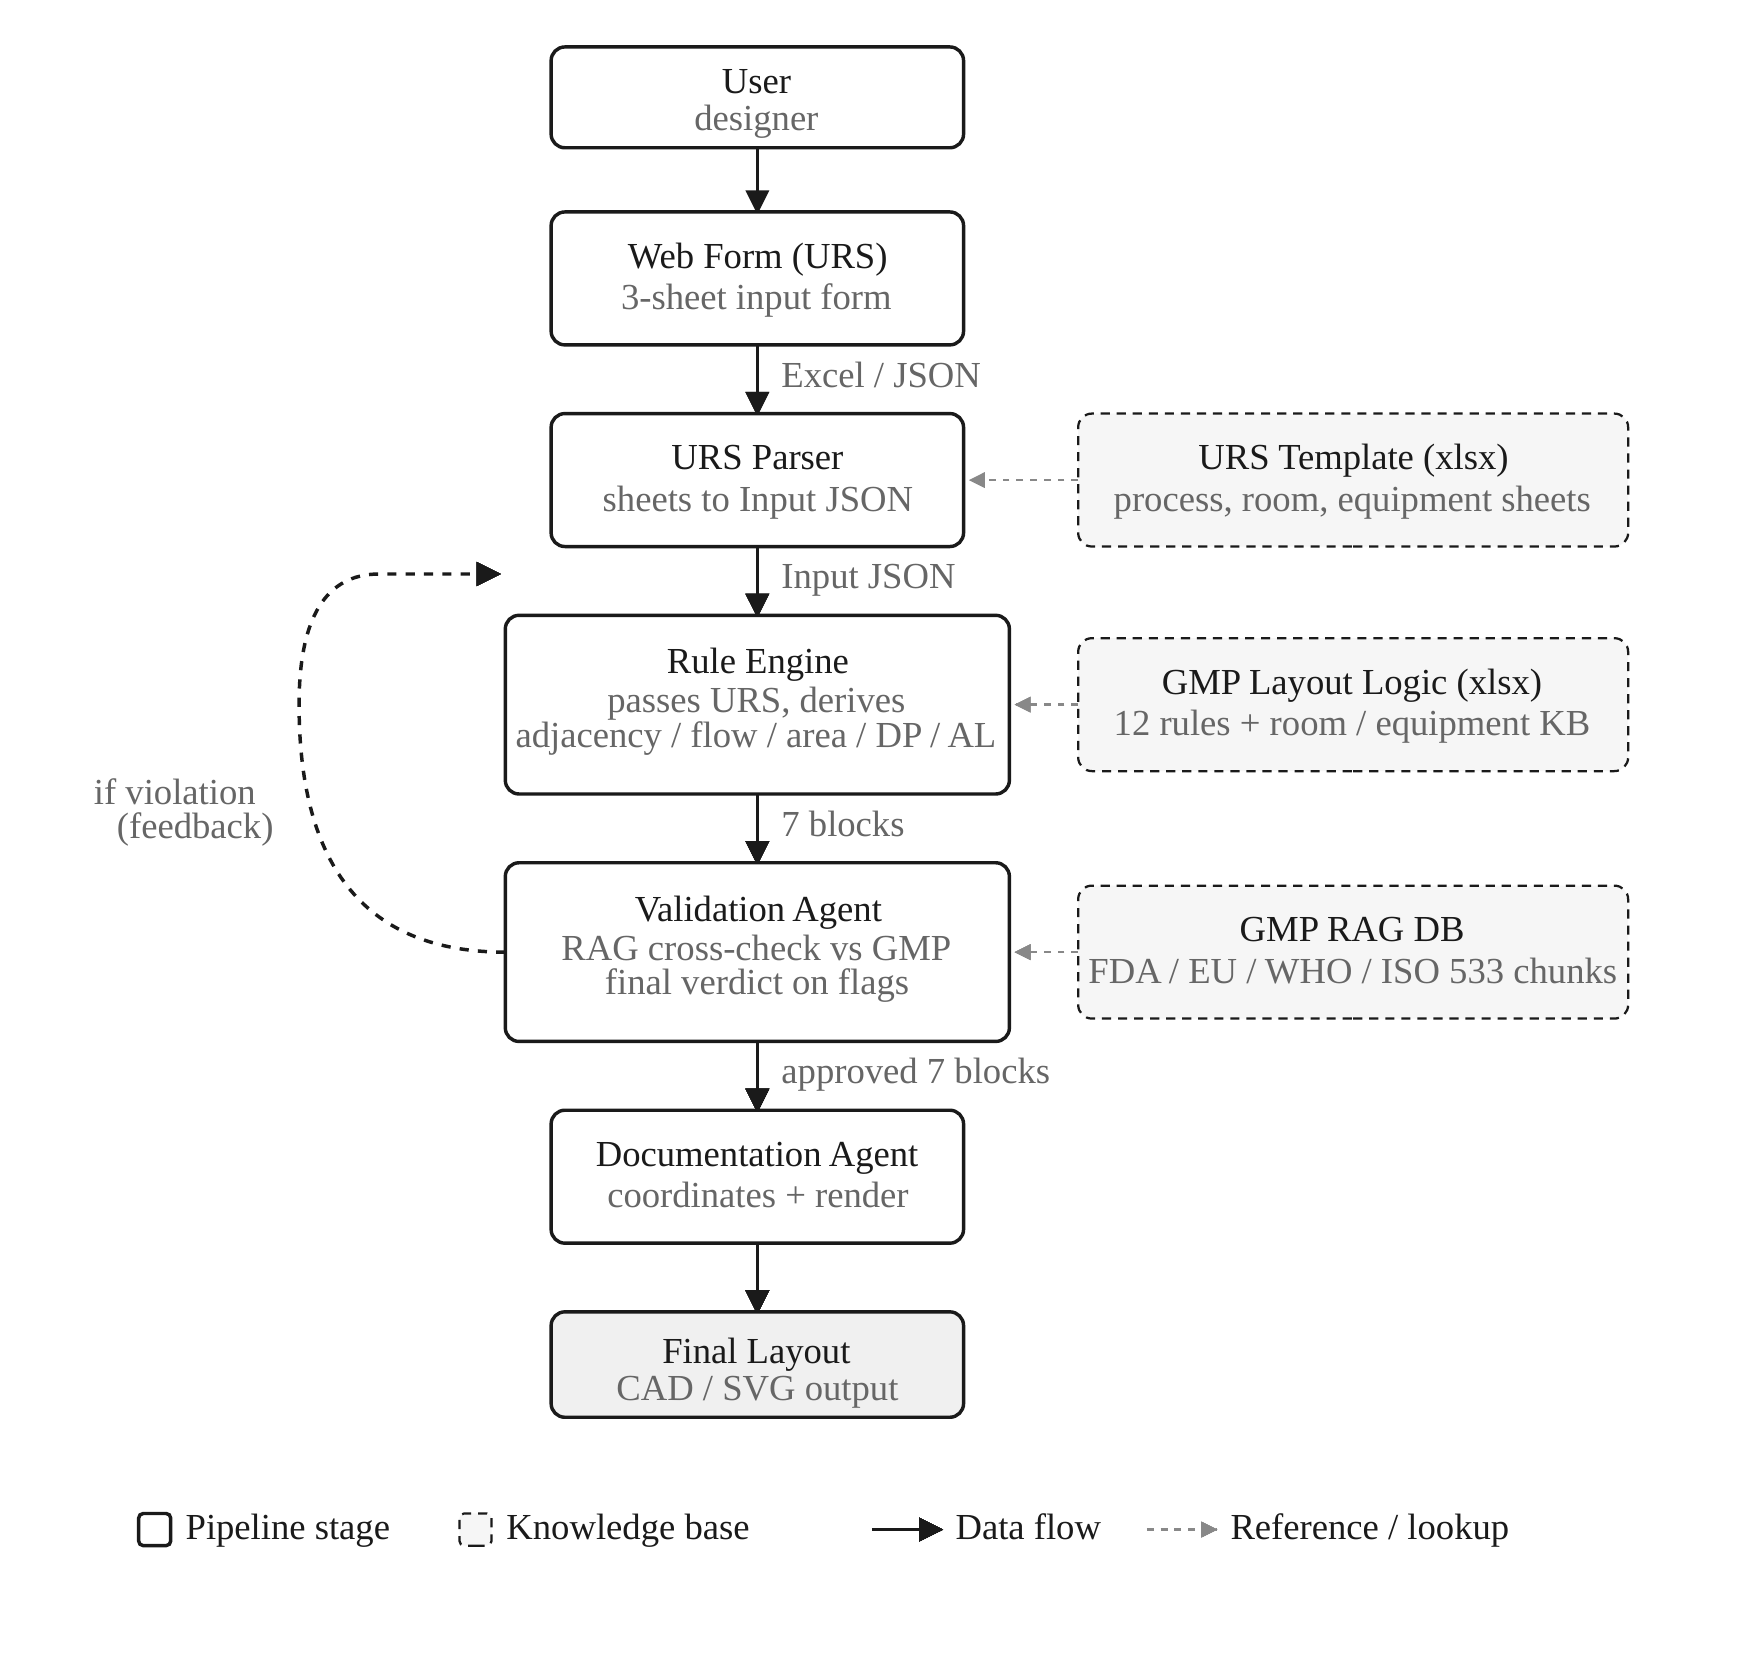 User
designer
Web Form (URS)
3-sheet input form
Excel / JSON
URS Parser
sheets to Input JSON
URS Template (xlsx)
process, room, equipment sheets
Input JSON
Rule Engine
passes URS, derives
adjacency / flow / area / DP / AL
GMP Layout Logic (xlsx)
12 rules + room / equipment KB
if violation
(feedback)
7 blocks
Validation Agent
RAG cross-check vs GMP
final verdict on flags
GMP RAG DB
FDA / EU / WHO / ISO 533 chunks
approved 7 blocks
Documentation Agent
coordinates + render
Final Layout
CAD / SVG output
Pipeline stage
Knowledge base
Data flow
Reference / lookup